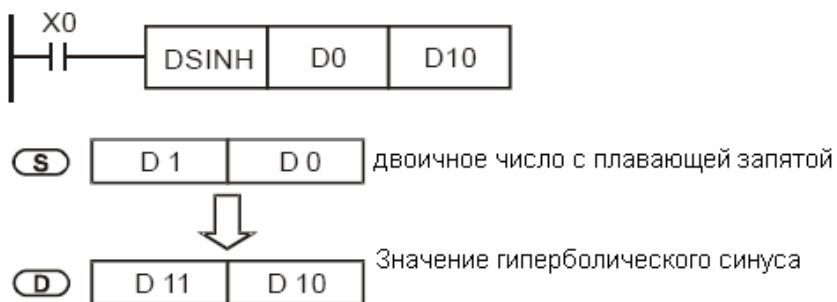 X0
DSINH D0 D10
S D 1 D 0 двоичное число с плавающей запятой
Значение гиперболического синуса
D D 11 D 10